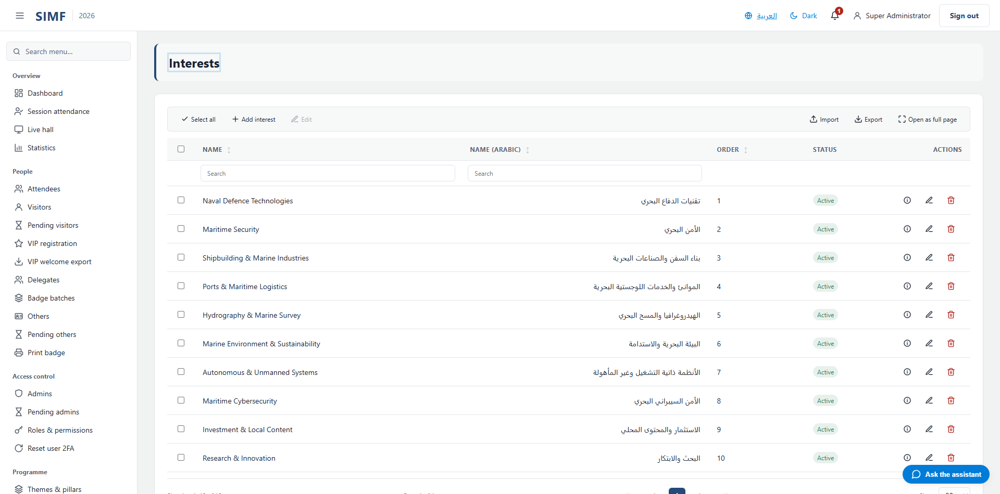 SIMF 2026 العربية Dark 1 Super Administrator Sign out
Search menu...
Overview
Dashboard
Session attendance
Live hall
Statistics
People
Attendees
Visitors
Pending visitors
VIP registration
VIP welcome export
Delegates
Badge batches
Others
Pending others
Print badge
Access control
Admins
Pending admins
Roles & permissions
Reset user 2FA
Programme
Themes & pillars
Interests
Select all Add interest Edit Import Export Open as full page
NAME NAME (ARABIC) ORDER STATUS ACTIONS
Search Search
Naval Defence Technologies تقنيات الدفاع البحري 1 Active
Maritime Security الأمن البحري 2 Active
Shipbuilding & Marine Industries بناء السفن والصناعات البحرية 3 Active
Ports & Maritime Logistics الموانئ والخدمات اللوجستية البحرية 4 Active
Hydrography & Marine Survey الهيدروغرافيا والمسح البحري 5 Active
Marine Environment & Sustainability البيئة البحرية والاستدامة 6 Active
Autonomous & Unmanned Systems الأنظمة ذاتية التشغيل وغير المأهولة 7 Active
Maritime Cybersecurity الأمن السيبراني البحري 8 Active
Investment & Local Content الاستثمار والمحتوى المحلي 9 Active
Research & Innovation البحث والابتكار 10 Active
Ask the assistant